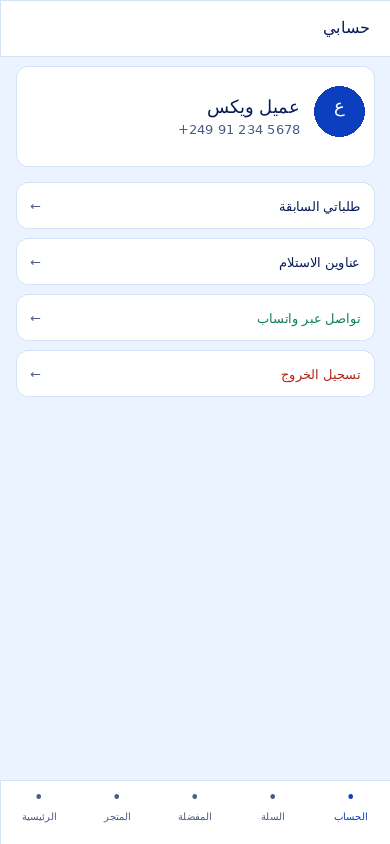 حسابي
ع
عميل ويكس
+249 91 234 5678
طلباتي السابقة ←
عناوين الاستلام ←
تواصل عبر واتساب ←
تسجيل الخروج ←
الحساب
السلة
المفضلة
المتجر
الرئيسية